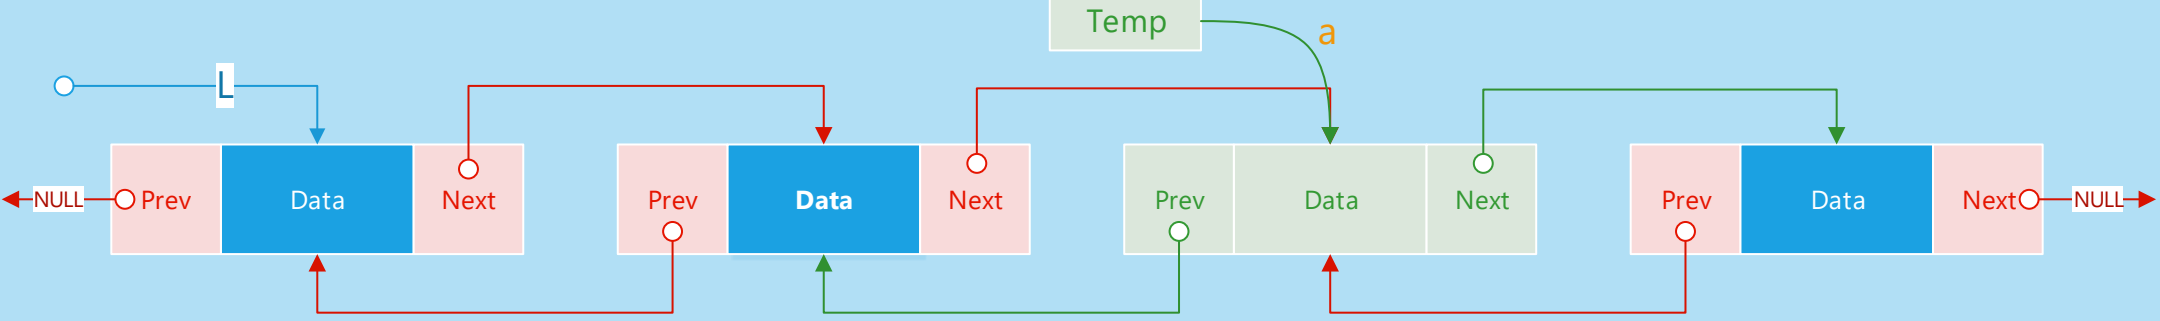 Temp
a
L
NULL
Prev
Data
Next
Prev
Data
Next
Prev
Data
Next
Prev
Data
Next
NULL